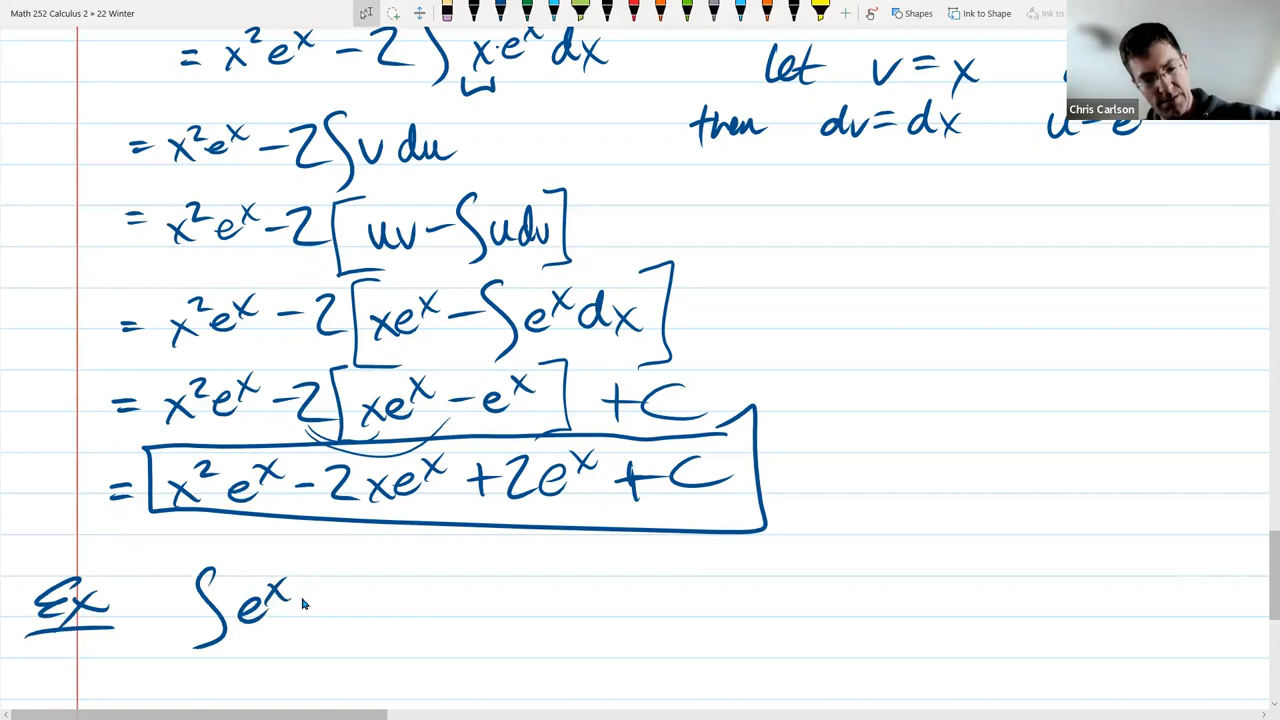 Math 252 Calculus 2 » 22 Winter
Shapes Ink to Shape Ink to
= x²eˣ - 2 ∫ x·eˣ dx
let v = x
Chris Carlson
= x²eˣ - 2 ∫ v du
then dv = dx
= x²eˣ - 2 [ uv - ∫ u dv ]
= x²eˣ - 2 [ xeˣ - ∫ eˣ dx ]
= x²eˣ - 2 [ xeˣ - eˣ ] + C
= x²eˣ - 2xeˣ + 2eˣ + C
Ex ∫ eˣ